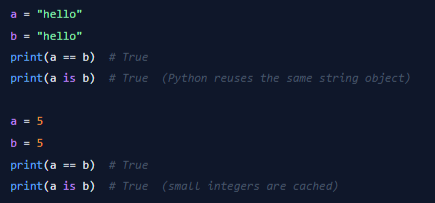 a = "hello"
b = "hello"
print(a == b)  # True
print(a is b)  # True  (Python reuses the same string object)

a = 5
b = 5
print(a == b)  # True
print(a is b)  # True  (small integers are cached)